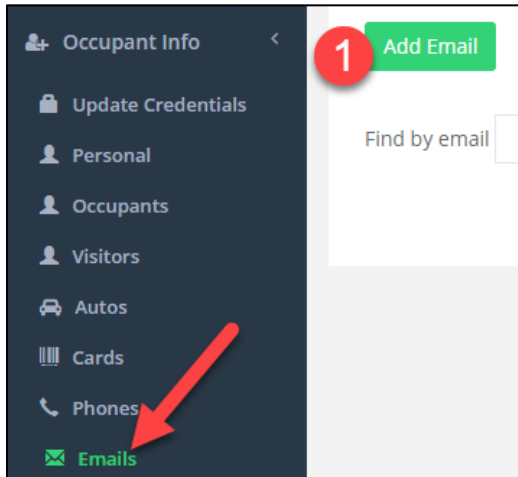 Occupant Info
Update Credentials
Personal
Occupants
Visitors
Autos
Cards
Phones
Emails
1
Add Email
Find by email